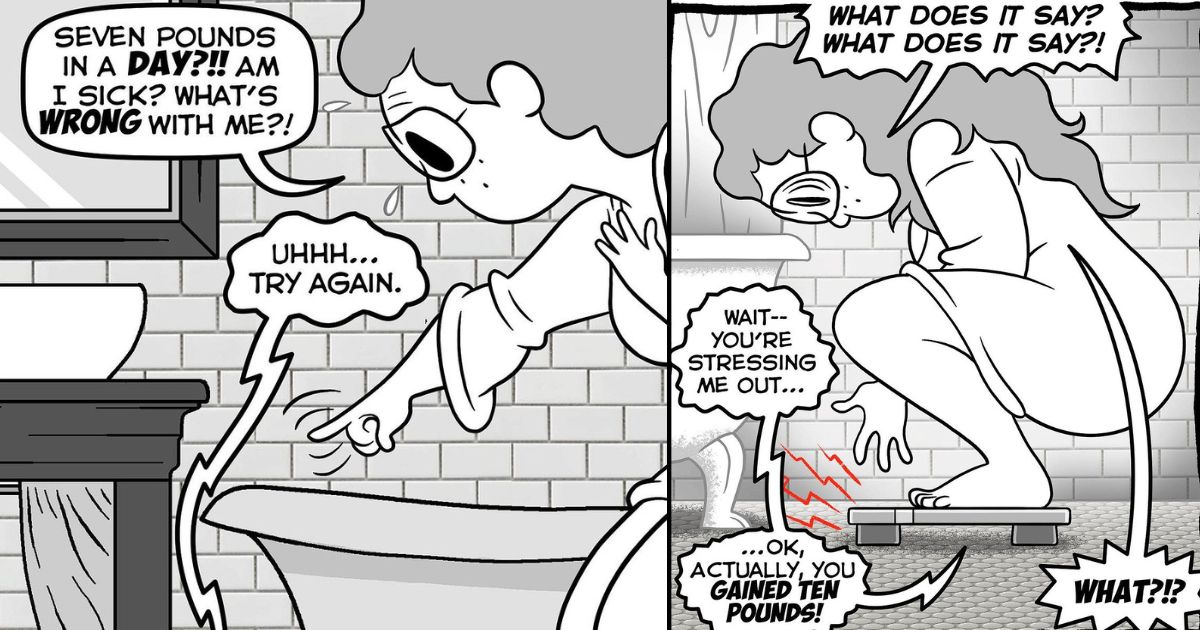 SEVEN POUNDS
IN A DAY?!! AM
I SICK? WHAT'S
WRONG WITH ME?!
UHHH...
TRY AGAIN.
WHAT DOES IT SAY?
WHAT DOES IT SAY?!
WAIT--
YOU'RE
STRESSING
ME OUT...
...OK,
ACTUALLY, YOU
GAINED TEN
POUNDS!
WHAT?!?